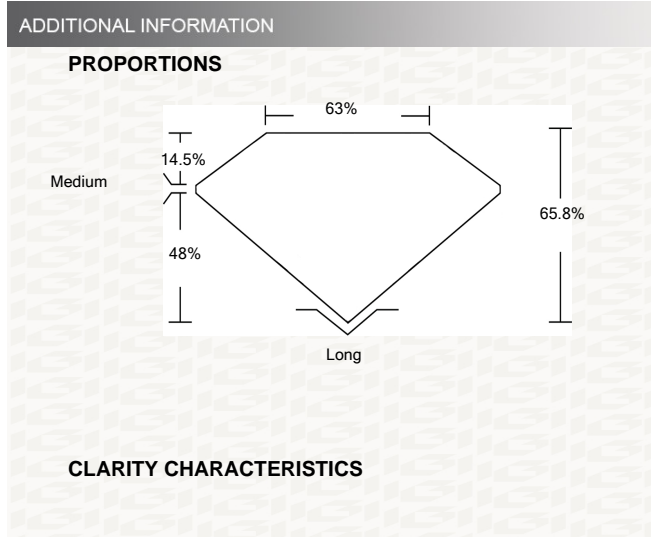 ADDITIONAL INFORMATION
PROPORTIONS
63%
14.5%
Medium
65.8%
48%
Long
CLARITY CHARACTERISTICS